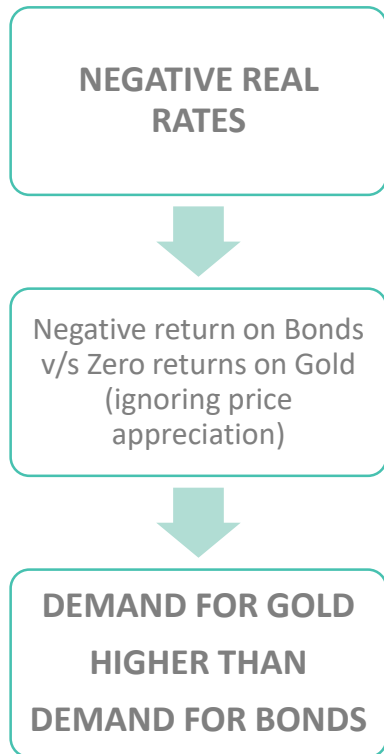 NEGATIVE REAL
RATES
Negative return on Bonds
v/s Zero returns on Gold
(ignoring price
appreciation)
DEMAND FOR GOLD
HIGHER THAN
DEMAND FOR BONDS